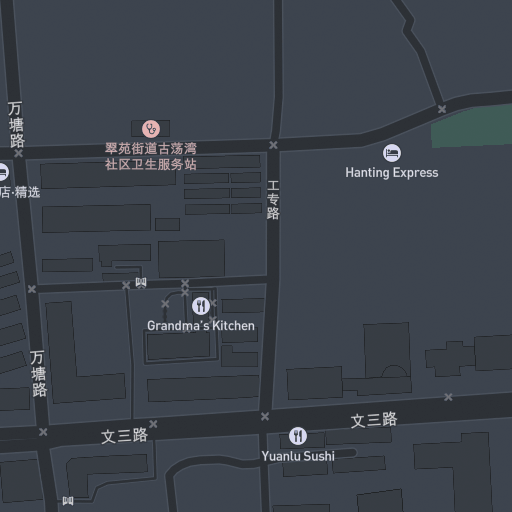 万塘路
翠苑街道古荡湾
社区卫生服务站
Hanting Express
店·精选
工专路
Grandma's Kitchen
万塘路
文三路
文三路
Yuanlu Sushi